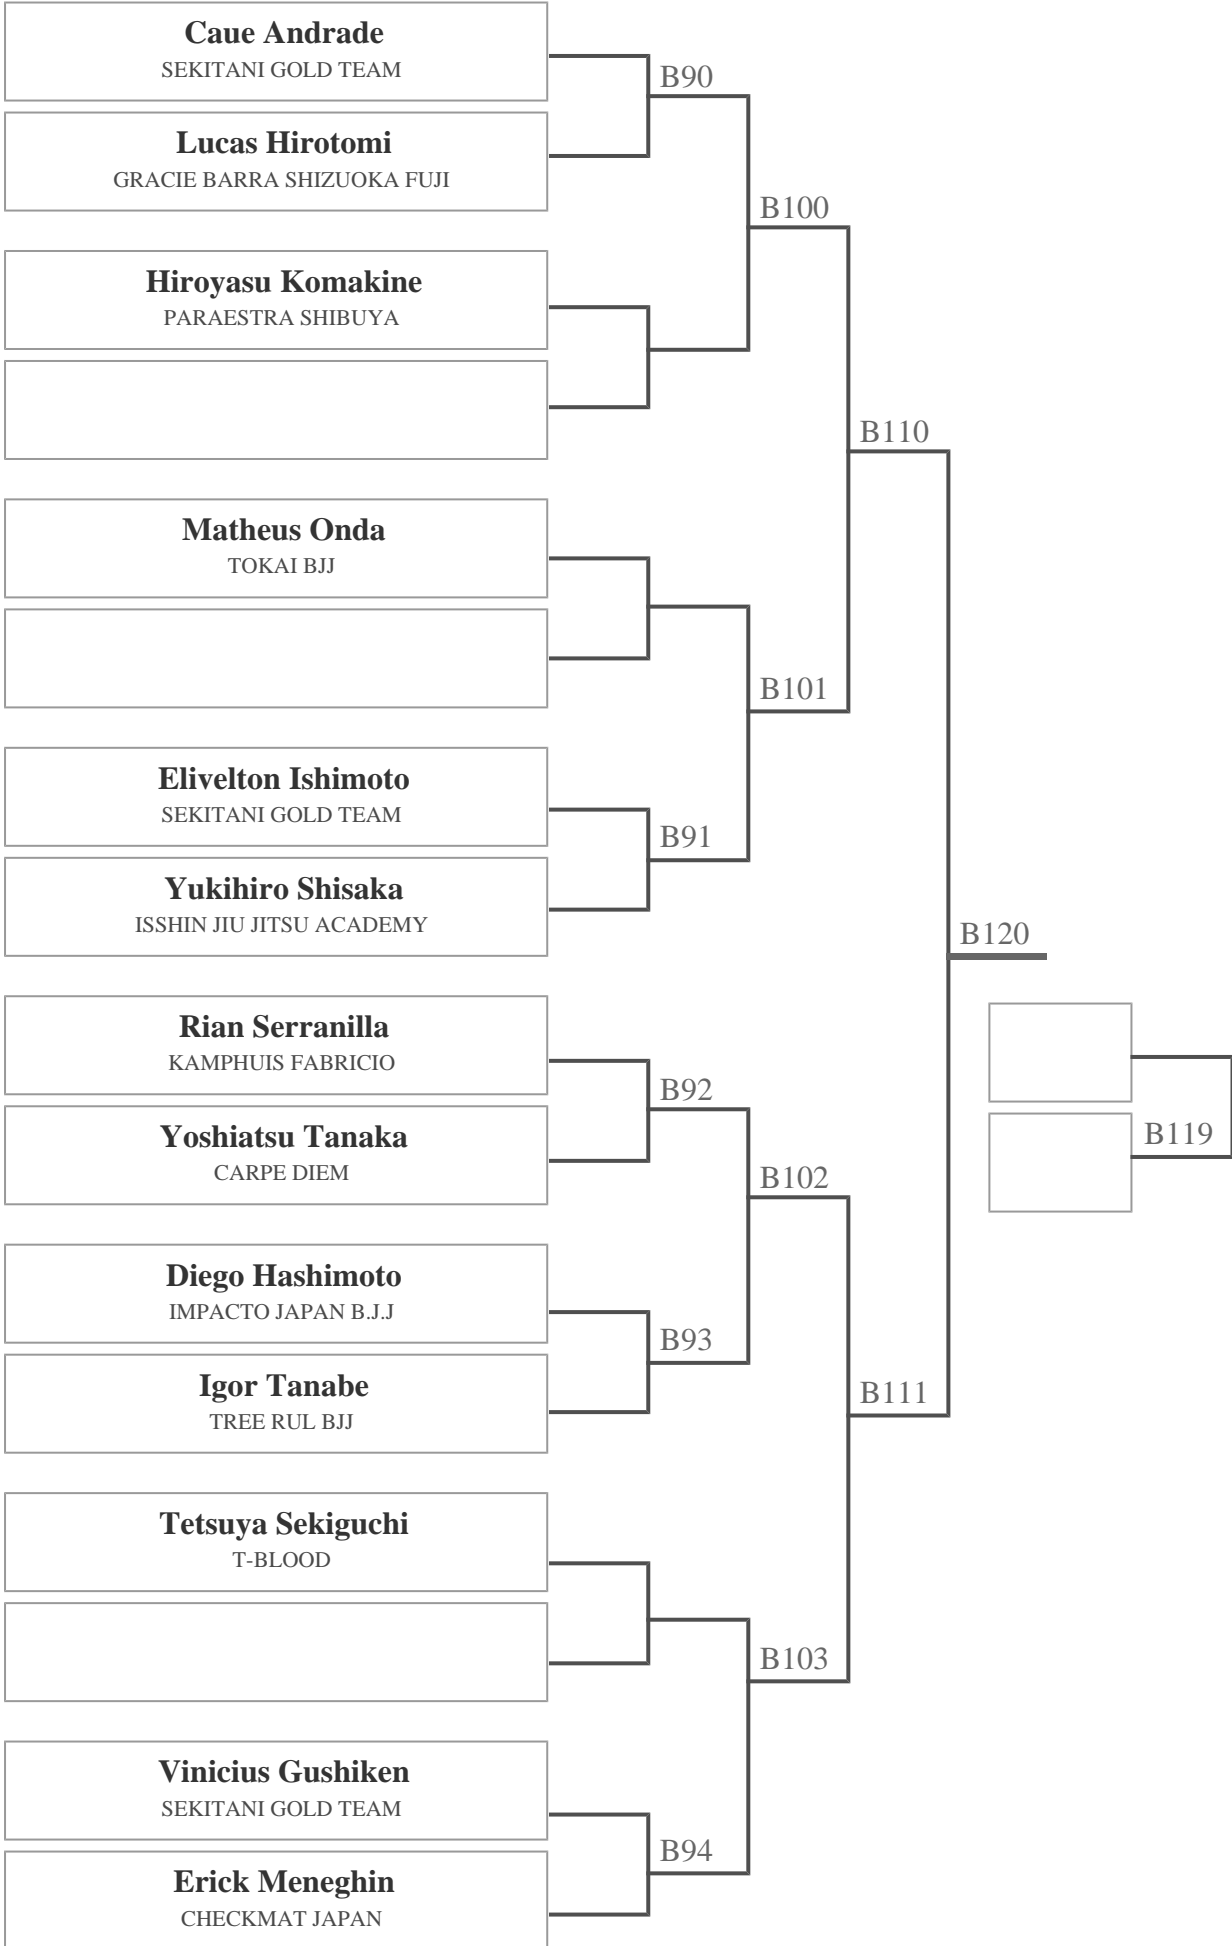 Caue Andrade
SEKITANI GOLD TEAM
B90
Lucas Hirotomi
GRACIE BARRA SHIZUOKA FUJI
B100
Hiroyasu Komakine
PARAESTRA SHIBUYA
B110
Matheus Onda
TOKAI BJJ
B101
Elivelton Ishimoto
SEKITANI GOLD TEAM
B91
Yukihiro Shisaka
ISSHIN JIU JITSU ACADEMY
B120
Rian Serranilla
KAMPHUIS FABRICIO
B92
Yoshiatsu Tanaka
CARPE DIEM
B119
B102
Diego Hashimoto
IMPACTO JAPAN B.J.J
B93
Igor Tanabe
TREE RUL BJJ
B111
Tetsuya Sekiguchi
T-BLOOD
B103
Vinicius Gushiken
SEKITANI GOLD TEAM
B94
Erick Meneghin
CHECKMAT JAPAN